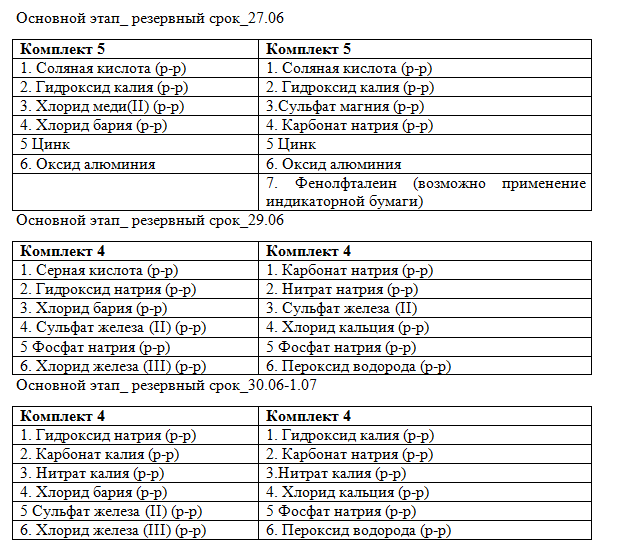 Основной этап_ резервный срок_27.06
Комплект 5 Комплект 5
1. Соляная кислота (р-р) 1. Соляная кислота (р-р)
2. Гидроксид калия (р-р) 2. Гидроксид калия (р-р)
3. Хлорид меди(II) (р-р) 3.Сульфат магния (р-р)
4. Хлорид бария (р-р) 4. Карбонат натрия (р-р)
5 Цинк 5 Цинк
6. Оксид алюминия 6. Оксид алюминия
7. Фенолфталеин (возможно применение
индикаторной бумаги)
Основной этап_ резервный срок_29.06
Комплект 4 Комплект 4
1. Серная кислота (р-р) 1. Карбонат натрия (р-р)
2. Гидроксид натрия (р-р) 2. Нитрат натрия (р-р)
3. Хлорид бария (р-р) 3. Сульфат железа (II)
4. Сульфат железа (II) (р-р) 4. Хлорид кальция (р-р)
5 Фосфат натрия (р-р) 5 Фосфат натрия (р-р)
6. Хлорид железа (III) (р-р) 6. Пероксид водорода (р-р)
Основной этап_ резервный срок_30.06-1.07
Комплект 4 Комплект 4
1. Гидроксид натрия (р-р) 1. Гидроксид калия (р-р)
2. Карбонат калия (р-р) 2. Карбонат натрия (р-р)
3. Нитрат калия (р-р) 3.Нитрат калия (р-р)
4. Хлорид бария (р-р) 4. Хлорид кальция (р-р)
5 Сульфат железа (II) (р-р) 5 Фосфат натрия (р-р)
6. Хлорид железа (III) (р-р) 6. Пероксид водорода (р-р)